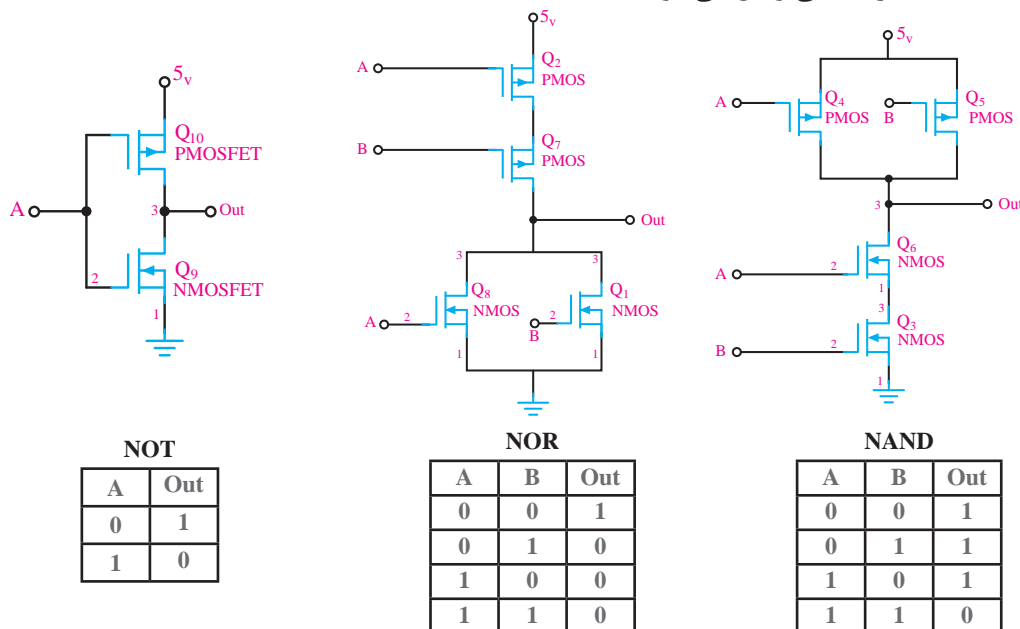 5v
Q10
PMOSFET
A
3
Out
2
Q9
NMOSFET
1
5v
A
Q2
PMOS
B
Q7
PMOS
Out
3
3
Q8
Q1
A
2
NMOS
2
NMOS
B
1
1
5v
A
Q4
PMOS
B
Q5
PMOS
3
Out
Q6
A
2
NMOS
1
3
Q3
B
2
NMOS
1
NOT
A Out
0 1
1 0
NOR
A B Out
0 0 1
0 1 0
1 0 0
1 1 0
NAND
A B Out
0 0 1
0 1 1
1 0 1
1 1 0